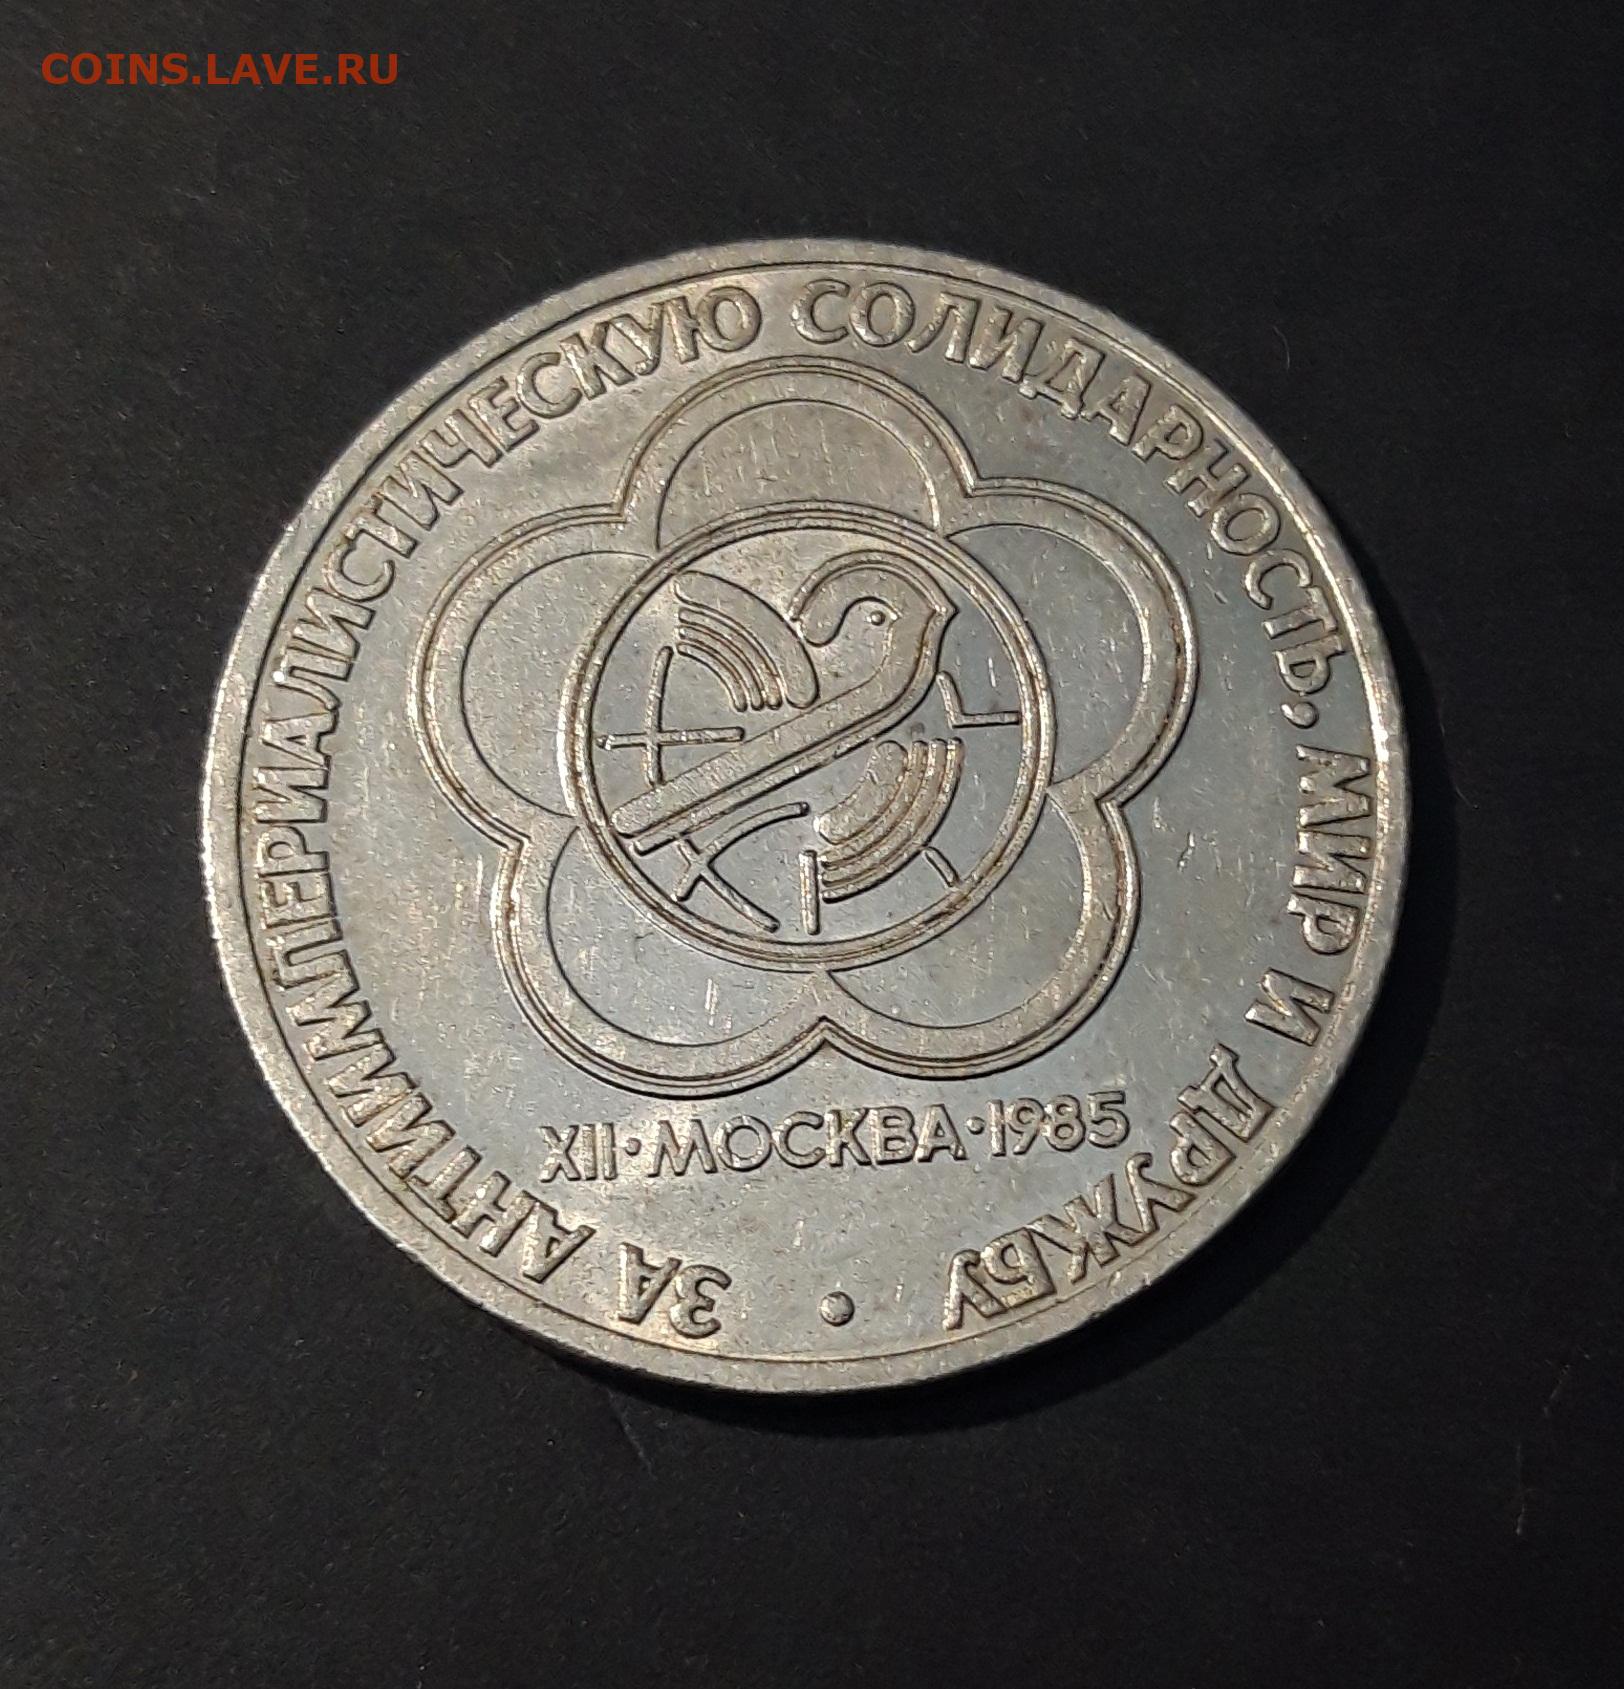 COINS.LAVE.RU
ЗА АНТИИМПЕРИАЛИСТИЧЕСКУЮ СОЛИДАРНОСТЬ, МИР И ДРУЖБУ •
XII•МОСКВА•1985